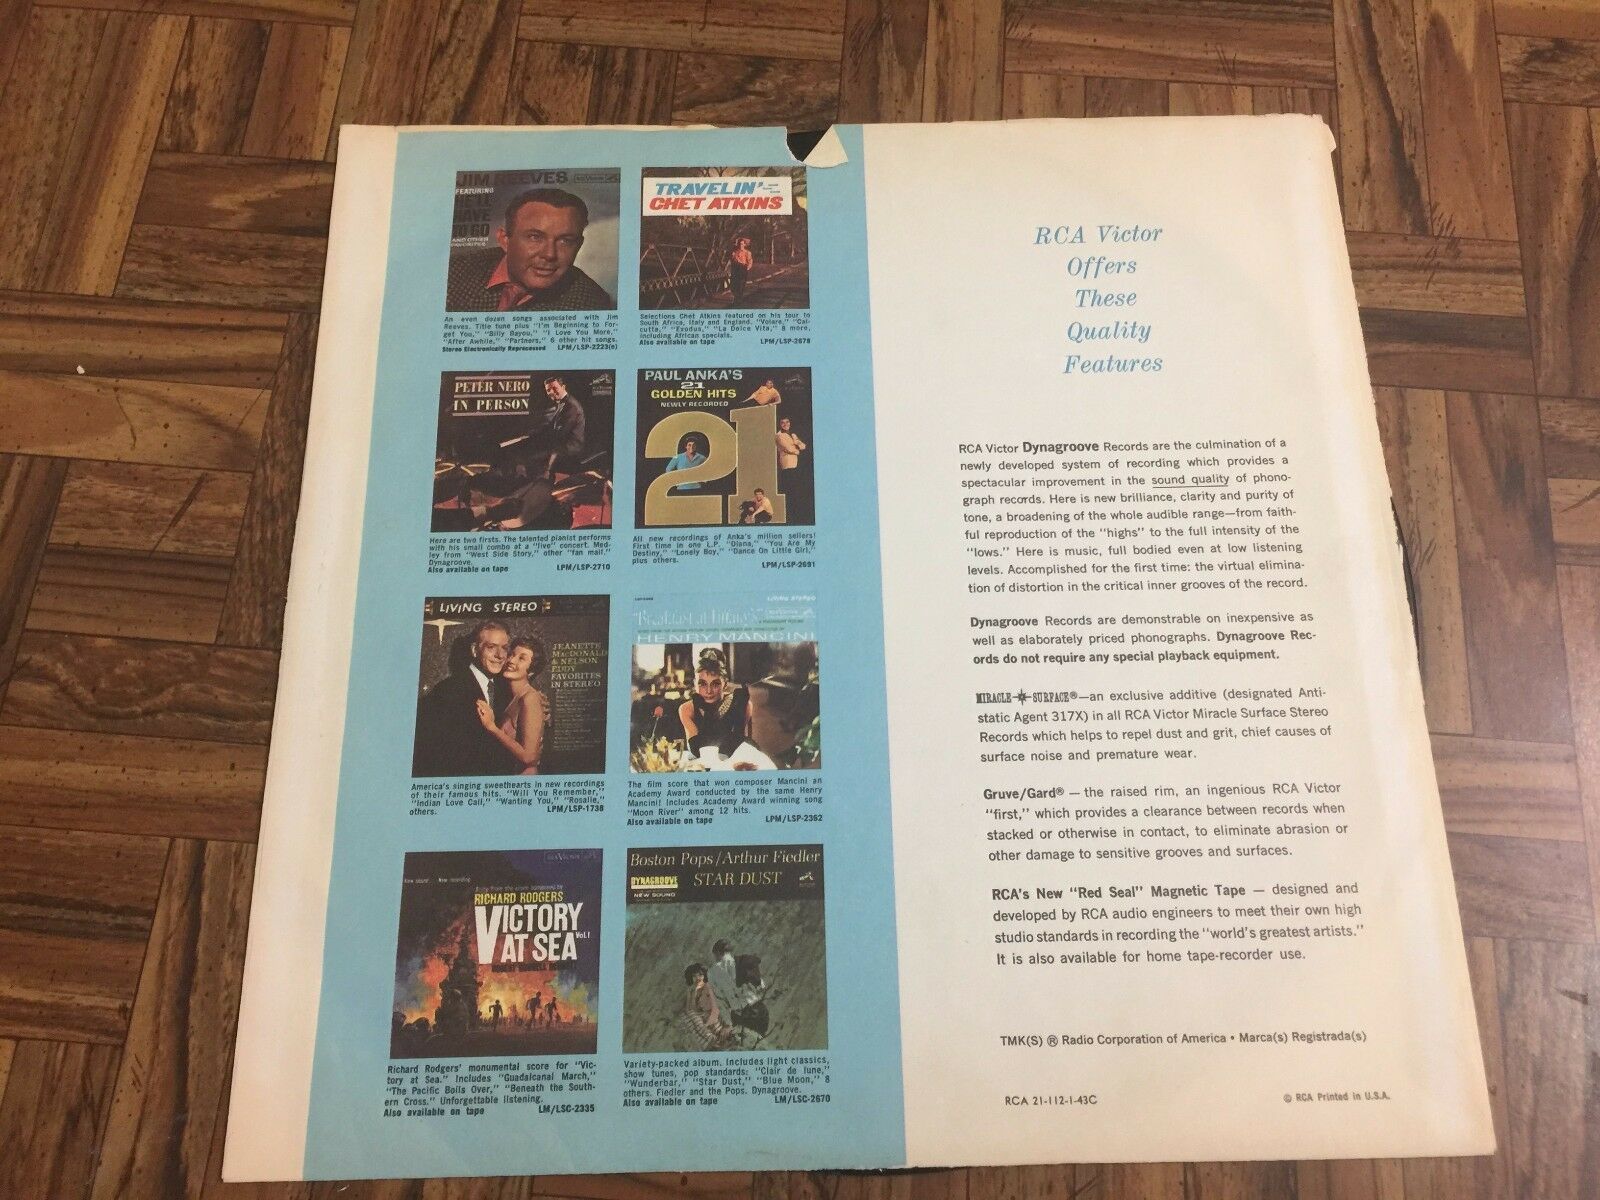 JIM REEVES
FEATURING
HE'LL
HAVE
TO GO
AND OTHER
FAVORITES
An even dozen songs associated with Jim
Reeves. Title tune plus "I'm Beginning to For-
get You," "Billy Bayou," "I Love You More,"
"After Awhile," "Partners," 6 other hit songs.
Stereo Electronically Reprocessed LPM/LSP-2223(e)
TRAVELIN'
CHET ATKINS
Selections Chet Atkins featured on his tour to
South Africa, Italy and England. "Volare," "Cal-
cutta," "Exodus," "La Dolce Vita," 8 more,
including African specials.
Also available on tape LPM/LSP-2678
PETER NERO
IN PERSON
Here are two firsts. The talented pianist performs
with his small combo at a "live" concert. Med-
ley from "West Side Story," other "fan mail."
Dynagroove.
Also available on tape LPM/LSP-2710
PAUL ANKA'S
21
GOLDEN HITS
NEWLY RECORDED
21
All new recordings of Anka's million sellers!
First time in one L.P. "Diana," "You Are My
Destiny," "Lonely Boy," "Dance On Little Girl,"
plus others. LPM/LSP-2691
LIVING STEREO
JEANETTE
MACDONALD
& NELSON
EDDY
FAVORITES
IN STEREO
America's singing sweethearts in new recordings
of their famous hits. "Will You Remember,"
"Indian Love Call," "Wanting You," "Rosalie,"
others. LPM/LSP-1738
LIVING STEREO
"Breakfast at Tiffany's"
HENRY MANCINI
The film score that won composer Mancini an
Academy Award conducted by the same Henry
Mancini! Includes Academy Award winning song
"Moon River" among 12 hits.
Also available on tape LPM/LSP-2362
RICHARD RODGERS
VICTORY
AT SEA Vol.1
Richard Rodgers' monumental score for "Vic-
tory at Sea." Includes "Guadalcanal March,"
"The Pacific Boils Over," "Beneath the South-
ern Cross." Unforgettable listening.
Also available on tape LM/LSC-2335
Boston Pops/Arthur Fiedler
DYNAGROOVE STAR DUST
NEW SOUND
Variety-packed album. Includes light classics,
show tunes, pop standards: "Clair de lune,"
"Wunderbar," "Star Dust," "Blue Moon," 8
others. Fiedler and the Pops. Dynagroove.
Also available on tape LM/LSC-2670
RCA Victor
Offers
These
Quality
Features
RCA Victor Dynagroove Records are the culmination of a
newly developed system of recording which provides a
spectacular improvement in the sound quality of phono-
graph records. Here is new brilliance, clarity and purity of
tone, a broadening of the whole audible range—from faith-
ful reproduction of the "highs" to the full intensity of the
"lows." Here is music, full bodied even at low listening
levels. Accomplished for the first time: the virtual elimina-
tion of distortion in the critical inner grooves of the record.
Dynagroove Records are demonstrable on inexpensive as
well as elaborately priced phonographs. Dynagroove Rec-
ords do not require any special playback equipment.
MIRACLE SURFACE®—an exclusive additive (designated Anti-
static Agent 317X) in all RCA Victor Miracle Surface Stereo
Records which helps to repel dust and grit, chief causes of
surface noise and premature wear.
Gruve/Gard® — the raised rim, an ingenious RCA Victor
"first," which provides a clearance between records when
stacked or otherwise in contact, to eliminate abrasion or
other damage to sensitive grooves and surfaces.
RCA's New "Red Seal" Magnetic Tape — designed and
developed by RCA audio engineers to meet their own high
studio standards in recording the "world's greatest artists."
It is also available for home tape-recorder use.
TMK(S) ® Radio Corporation of America • Marca(s) Registrada(s)
RCA 21-112-1-43C
© RCA Printed in U.S.A.